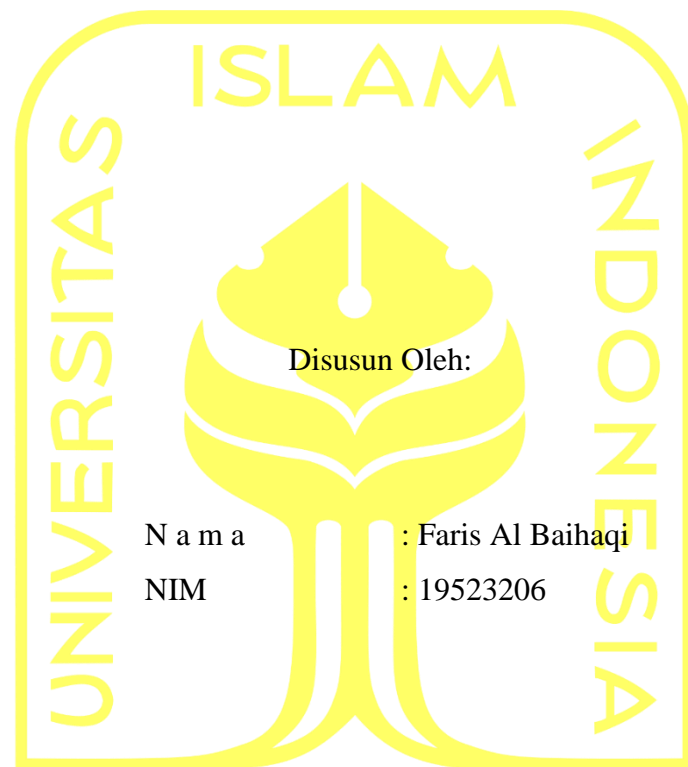 ISLAM
UNIVERSITAS
INDONESIA
Disusun Oleh:
N a m a : Faris Al Baihaqi
NIM : 19523206